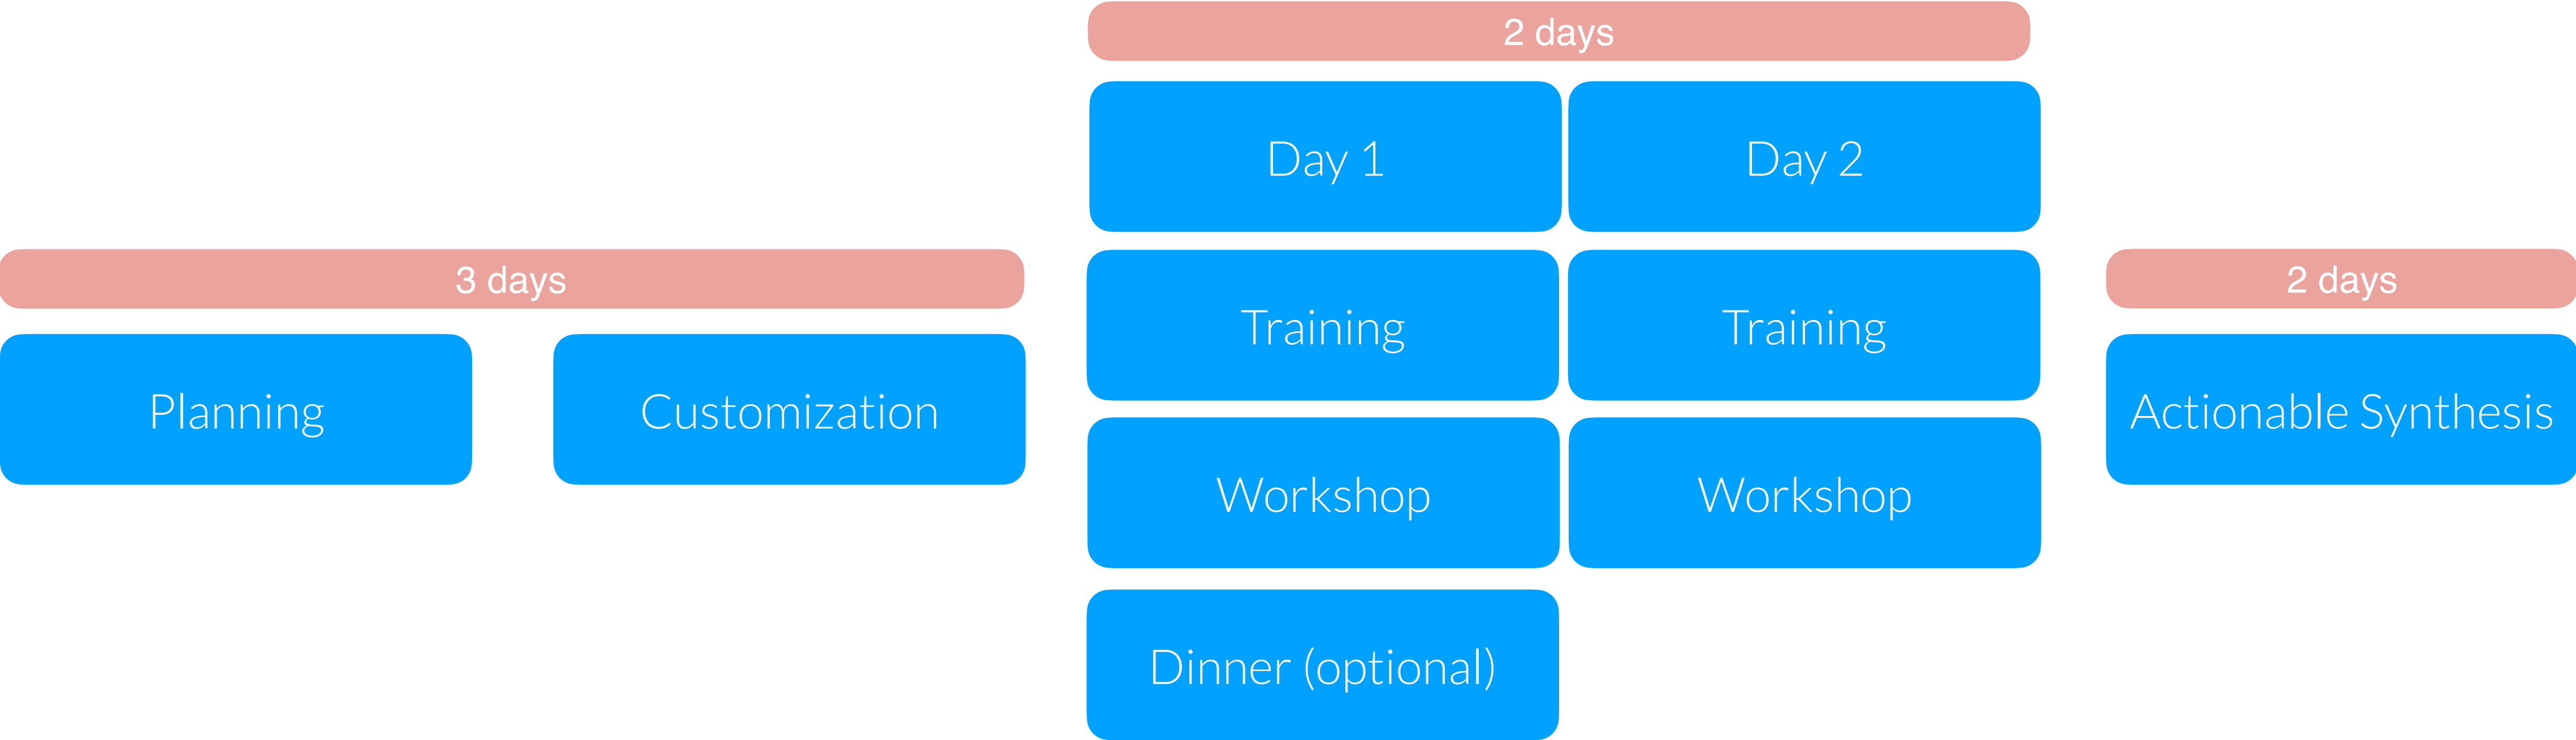 3 days
Planning
Customization
2 days
Day 1
Day 2
Training
Training
Workshop
Workshop
Dinner (optional)
2 days
Actionable Synthesis